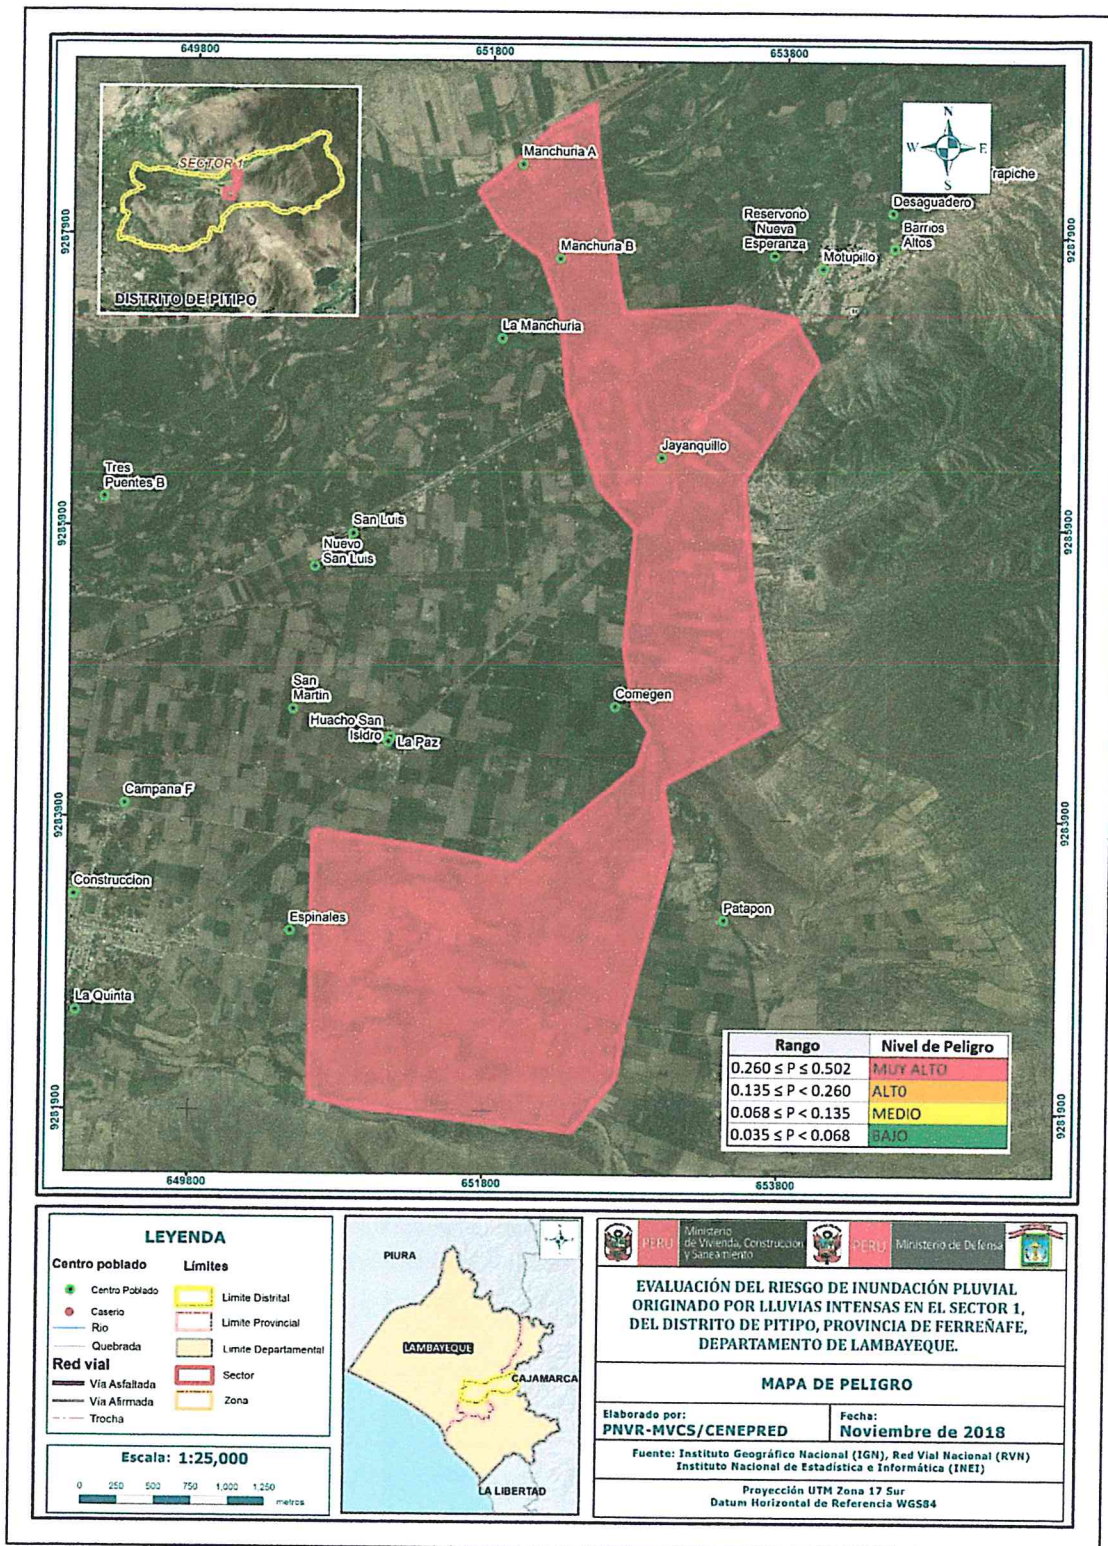 649800
651800
653800
SECTOR 1
DISTRITO DE PITIPO
N
W
E
S
Manchuria A
rapiche
Desaguadero
Reservorio
Nueva
Esperanza
Barrios
Altos
Motupillo
Manchuria B
9287900
9287900
La Manchuria
Jayanquillo
Tres
Puentes B
San Luis
Nuevo
San Luis
9285900
9285900
San
Martin
Comegen
Huacho San
Isidro
La Paz
Campana F
9283900
9283900
Construccion
Espinales
Patapon
La Quinta
Rango Nivel de Peligro
0.260 ≤ P ≤ 0.502 MUY ALTO
0.135 ≤ P < 0.260 ALTO
0.068 ≤ P < 0.135 MEDIO
0.035 ≤ P < 0.068 BAJO
9281900
9281900
649800
651800
653800
LEYENDA
Centro poblado
Centro Poblado
Caserio
Rio
Quebrada
Red vial
Vía Asfaltada
Vía Afirmada
Trocha
Límites
Limite Distrital
Limite Provincial
Limite Departamental
Sector
Zona
Escala: 1:25,000
0 250 500 750 1,000 1,250
metros
PIURA
LAMBAYEQUE
CAJAMARCA
LA LIBERTAD
PERÚ
Ministerio
de Vivienda, Construcción
y Saneamiento
PERÚ
Ministerio de Defensa
EVALUACIÓN DEL RIESGO DE INUNDACIÓN PLUVIAL
ORIGINADO POR LLUVIAS INTENSAS EN EL SECTOR 1,
DEL DISTRITO DE PITIPO, PROVINCIA DE FERREÑAFE,
DEPARTAMENTO DE LAMBAYEQUE.
MAPA DE PELIGRO
Elaborado por:
PNVR-MVCS/CENEPRED
Fecha:
Noviembre de 2018
Fuente: Instituto Geográfico Nacional (IGN), Red Vial Nacional (RVN)
Instituto Nacional de Estadística e Informática (INEI)
Proyección UTM Zona 17 Sur
Datum Horizontal de Referencia WGS84